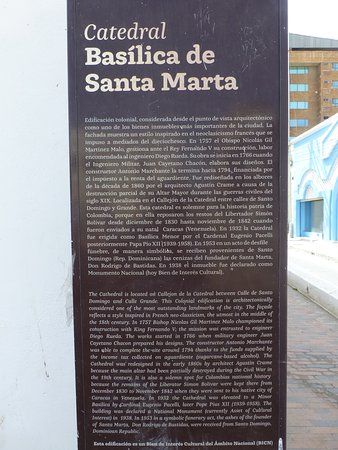 Catedral
Basílica de
Santa Marta
Edificación colonial, considerada desde el punto de vista arquitectónico
como uno de los bienes inmuebles más importantes de la ciudad. La
fachada muestra un estilo inspirado en el neoclasicismo francés que se
impuso a mediados del dieciochesco. En 1757 el Obispo Nicolás Gil
Martínez Malo, gestiona ante el Rey Fernando V su construcción, labor
encomendada al ingeniero Diego Rueda. Su obra se inicia en 1766 cuando
el Ingeniero Militar, Juan Cayetano Chacón, elabora sus diseños. El
constructor Antonio Marchante la termina hacia 1794, financiada por
el impuesto a la renta del aguardiente. Fue rediseñada en los albores
de la década de 1860 por el arquitecto Agustín Crame a causa de la
destrucción parcial de su Altar Mayor durante las guerras civiles del
siglo XIX. Localizada en el Callejón de la Catedral entre calles de Santo
Domingo y Grande. Esta catedral es solemne para la historia patria de
Colombia, porque en ella reposaron los restos del Libertador Simón
Bolívar desde diciembre de 1830 hasta noviembre de 1842 cuando
fueron enviados a su natal Caracas (Venezuela). En 1932 la Catedral
fue erigida como Basílica Menor por el Cardenal Eugenio Pacelli
posteriormente Papa Pío XII (1939-1958). En 1953 en un acto de desfile
fúnebre, de manera simbólica, se reciben provenientes de Santo
Domingo (Rep. Dominicana) las cenizas del fundador de Santa Marta,
Don Rodrigo de Bastidas. En 1938 el inmueble fue declarado como
Monumento Nacional (hoy Bien de Interés Cultural).
The Cathedral is located on Callejon de la Catedral between Calle de Santo
Domingo and Calle Grande. This Colonial edification is architectonically
considered one of the most outstanding landmarks of the city. The façade
reflects a style inspired in French neo-classicism, the utmost in the middle of
the 18th century. In 1757 Bishop Nicolas Gil Martinez Malo championed its
construction with King Fernando V; the mission was entrusted to engineer
Diego Rueda. The works started in 1766 when military engineer Juan
Cayetano Chacon prepared his designs. The constructor Antonio Marchante
was able to complete the site around 1794 thanks to the funds supplied by
the income tax collected on aguardiente (sugarcane-based alcohol). The
Cathedral was redesigned in the early 1860s by architect Agustin Crame
because the main altar had been partially destroyed during the Civil War in
the 19th century. It is also a solemn spot for Colombian national history
because the remains of the Liberator Simon Bolivar were kept there from
December 1830 to November 1842 when they were sent to his native city of
Caracas in Venezuela. In 1932 the Cathedral was elevated to a Minor
Basilica by Cardinal Eugenio Pacelli, later Pope Pius XII (1939-1958). The
building was declared a National Monument (currently Asset of Cultural
Interest) in 1938. In 1953 in a symbolic funerary act, the ashes of the founder
of Santa Marta, Don Rodrigo de Bastidas, were received from Santo Domingo,
Dominican Republic.
Esta edificación es un Bien de Interés Cultural del Ámbito Nacional (BICN)